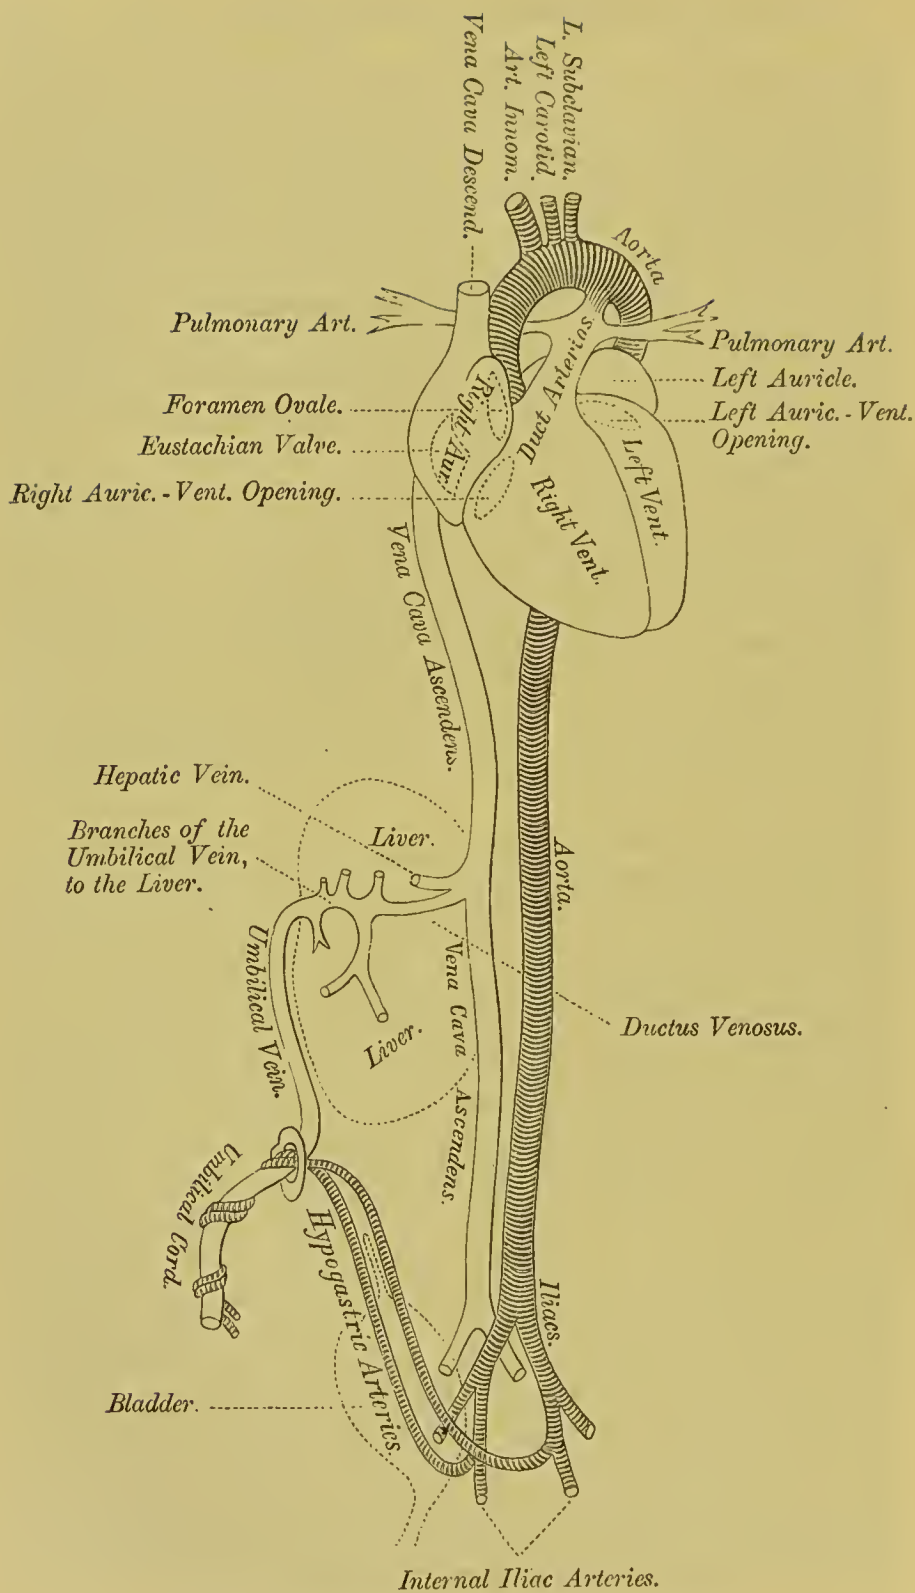 L. Subclavian.
Left Carotid.
Art. Innom.
Vena Cava Descend.
Aorta
Pulmonary Art.
Pulmonary Art.
Left Auricle.
Foramen Ovale.
Left Auric. - Vent.
Opening.
Eustachian Valve.
Right Auric. - Vent. Opening.
Right Aur.
Duct Arterios.
Left Vent.
Right Vent.
Vena Cava Ascendens.
Hepatic Vein.
Branches of the
Umbilical Vein,
to the Liver.
Liver.
Aorta.
Umbilical Vein.
Vena Cava Ascendens.
Ductus Venosus.
Liver.
Umbilical Cord.
Hypogastric Arteries.
Iliacs.
Bladder.
Internal Iliac Arteries.